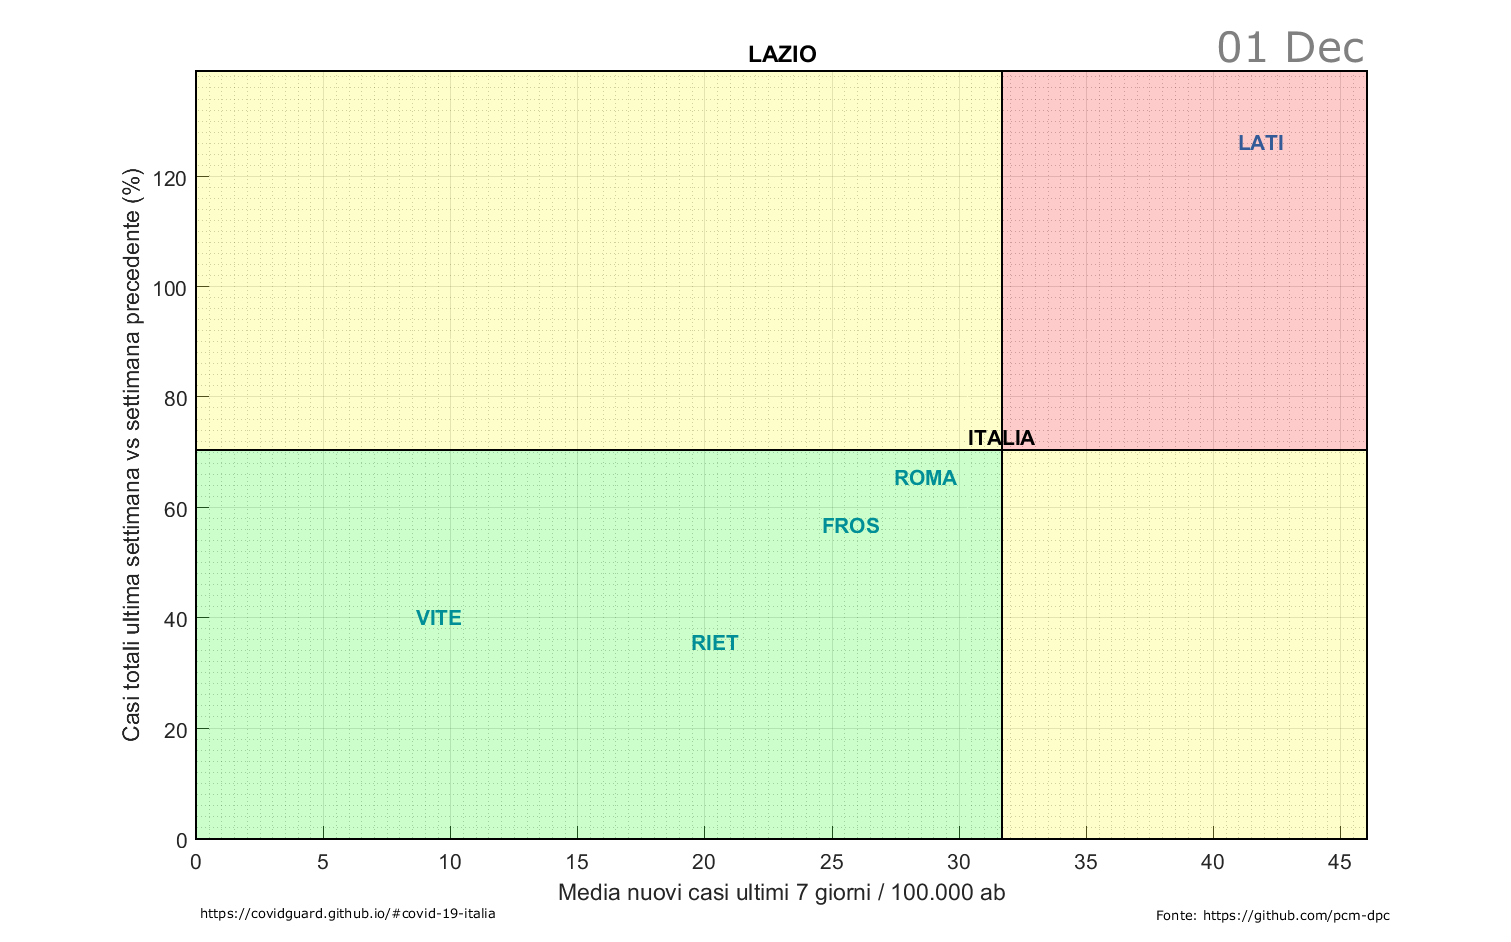 LAZIO
01 Dec
Casi totali ultima settimana vs settimana precedente (%)
120
100
80
60
40
20
0
LATI
ITALIA
ROMA
FROS
VITE
RIET
0 5 10 15 20 25 30 35 40 45
Media nuovi casi ultimi 7 giorni / 100.000 ab
https://covidguard.github.io/#covid-19-italia
Fonte: https://github.com/pcm-dpc